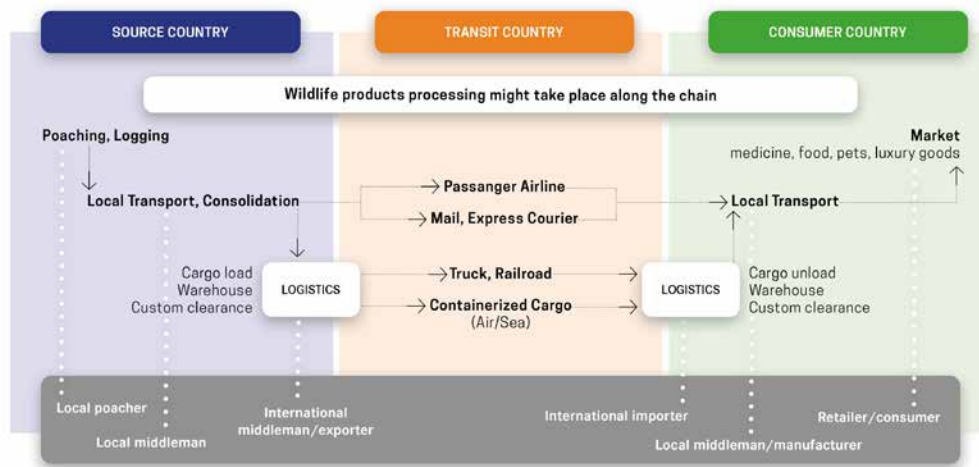 SOURCE COUNTRY
TRANSIT COUNTRY
CONSUMER COUNTRY
Wildlife products processing might take place along the chain
Poaching, Logging
Market
medicine, food, pets, luxury goods
Passanger Airline
Local Transport, Consolidation
Local Transport
Mail, Express Courier
Cargo load
Warehouse
Custom clearance
LOGISTICS
Truck, Railroad
Containerized Cargo
(Air/Sea)
LOGISTICS
Cargo unload
Warehouse
Custom clearance
Local poacher
Local middleman
International
middleman/exporter
International importer
Local middleman/manufacturer
Retailer/consumer